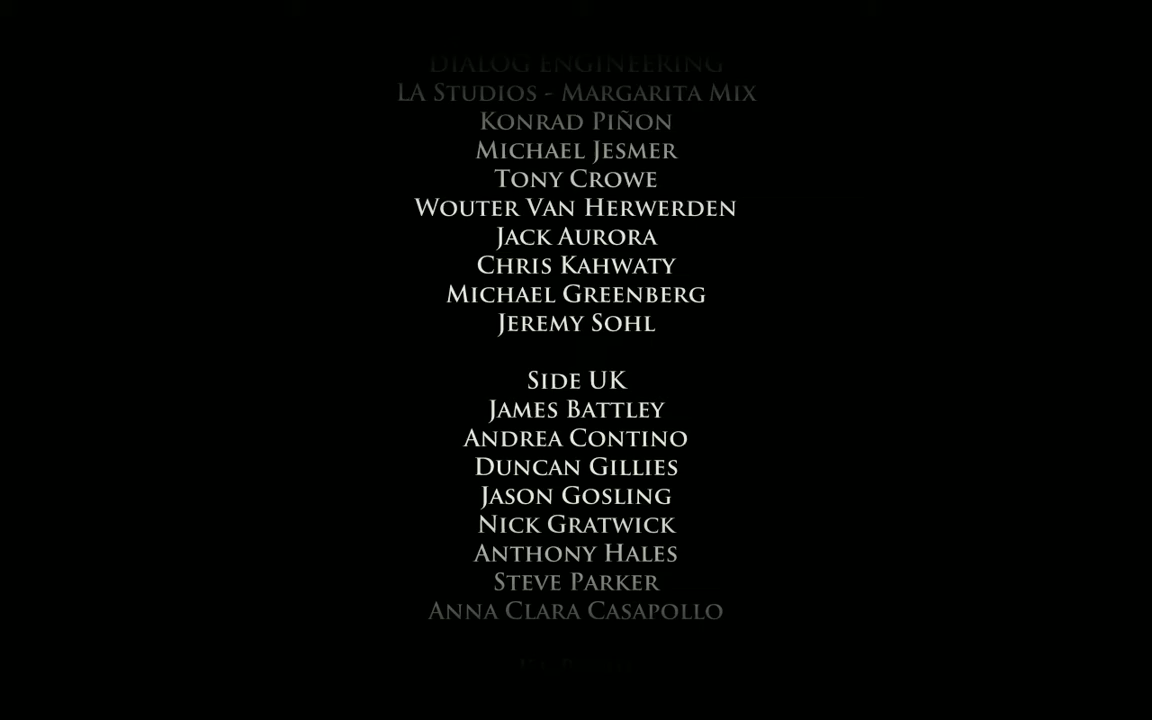 Dialog Engineering
LA Studios - Margarita Mix
Konrad Piñon
Michael Jesmer
Tony Crowe
Wouter Van Herwerden
Jack Aurora
Chris Kahwaty
Michael Greenberg
Jeremy Sohl
Side UK
James Battley
Andrea Contino
Duncan Gillies
Jason Gosling
Nick Gratwick
Anthony Hales
Steve Parker
Anna Clara Casapollo